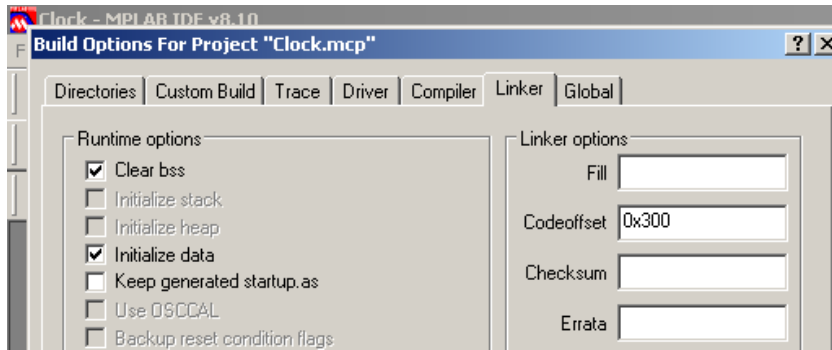 Clock - MPLAB IDE v8.10
F
Build Options For Project "Clock.mcp"
Directories
Custom Build
Trace
Driver
Compiler
Linker
Global
Runtime options
Clear bss
Initialize stack
Initialize heap
Initialize data
Keep generated startup.as
Use OSCCAL
Backup reset condition flags
Linker options
Fill
Codeoffset 0x300
Checksum
Errata